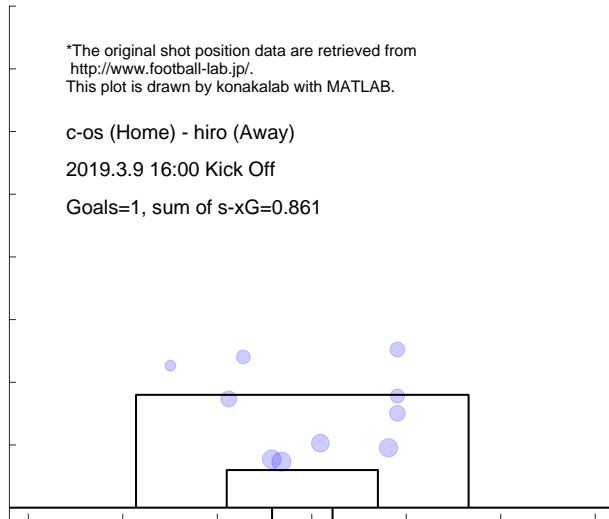 *The original shot position data are retrieved from
http://www.football-lab.jp/.
This plot is drawn by konakalab with MATLAB.
c-os (Home) - hiro (Away)
2019.3.9 16:00 Kick Off
Goals=1, sum of s-xG=0.861